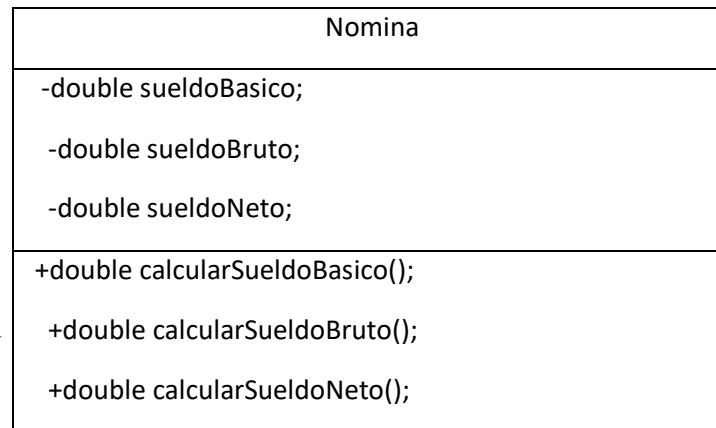 Nomina
-double sueldoBasico;
-double sueldoBruto;
-double sueldoNeto;
+double calcularSueldoBasico();
+double calcularSueldoBruto();
+double calcularSueldoNeto();